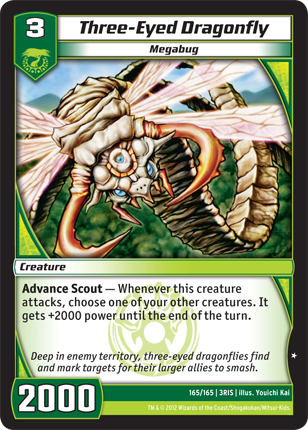 3
Three-Eyed Dragonfly
Megabug
Creature
Advance Scout — Whenever this creature
attacks, choose one of your other creatures. It
gets +2000 power until the end of the turn.
Deep in enemy territory, three-eyed dragonflies find
and mark targets for their larger allies to smash.
2000
165/165 | 3RIS | illus. Youichi Kai
TM & © 2012 Wizards of the Coast/Shogakukan/Mitsui-Kids